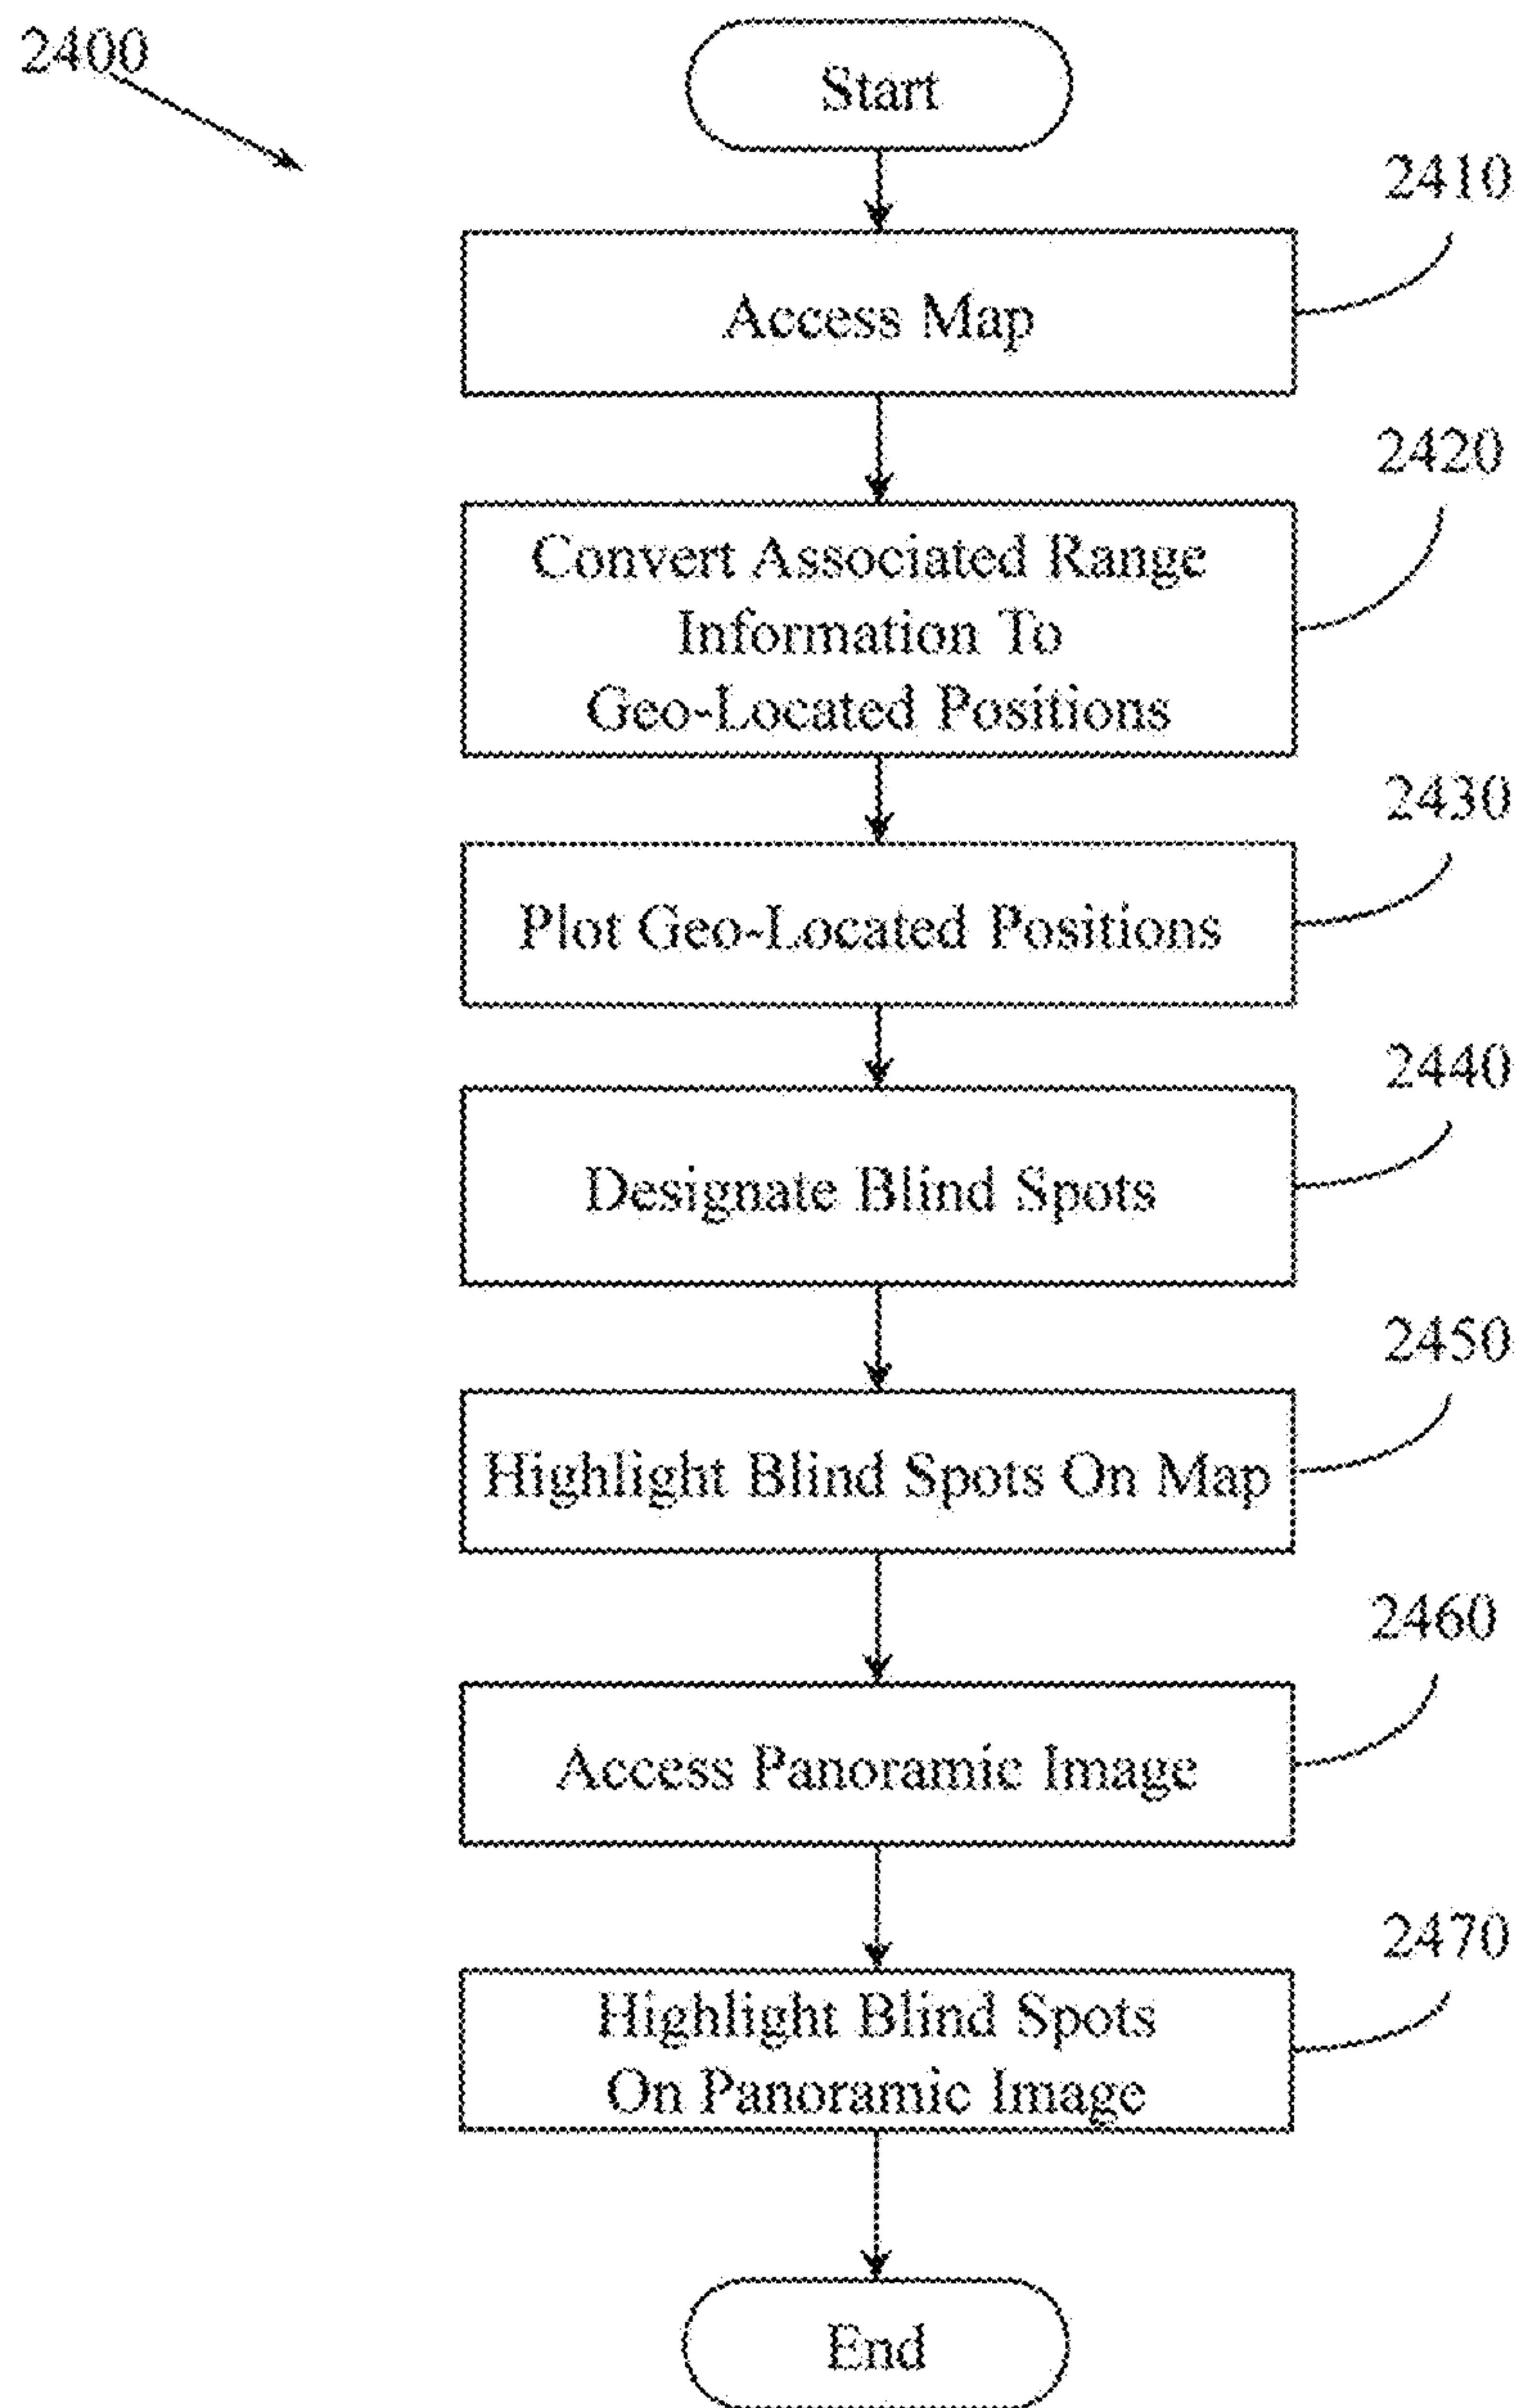 2400
Start
2410
Access Map
2420
Convert Associated Range
Information To
Geo-Located Positions
2430
Plot Geo-Located Positions
2440
Designate Blind Spots
2450
Highlight Blind Spots On Map
2460
Access Panoramic Image
2470
Highlight Blind Spots
On Panoramic Image
End